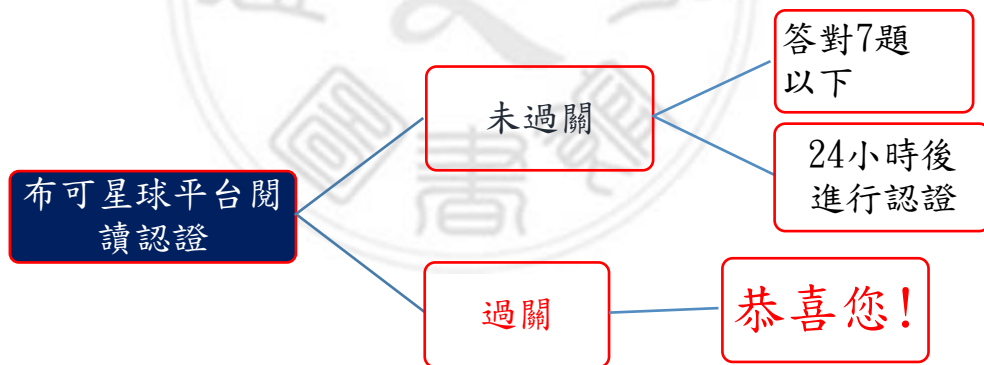 布可星球平台閱
讀認證
未過關
答對7題
以下
24小時後
進行認證
過關
恭喜您!